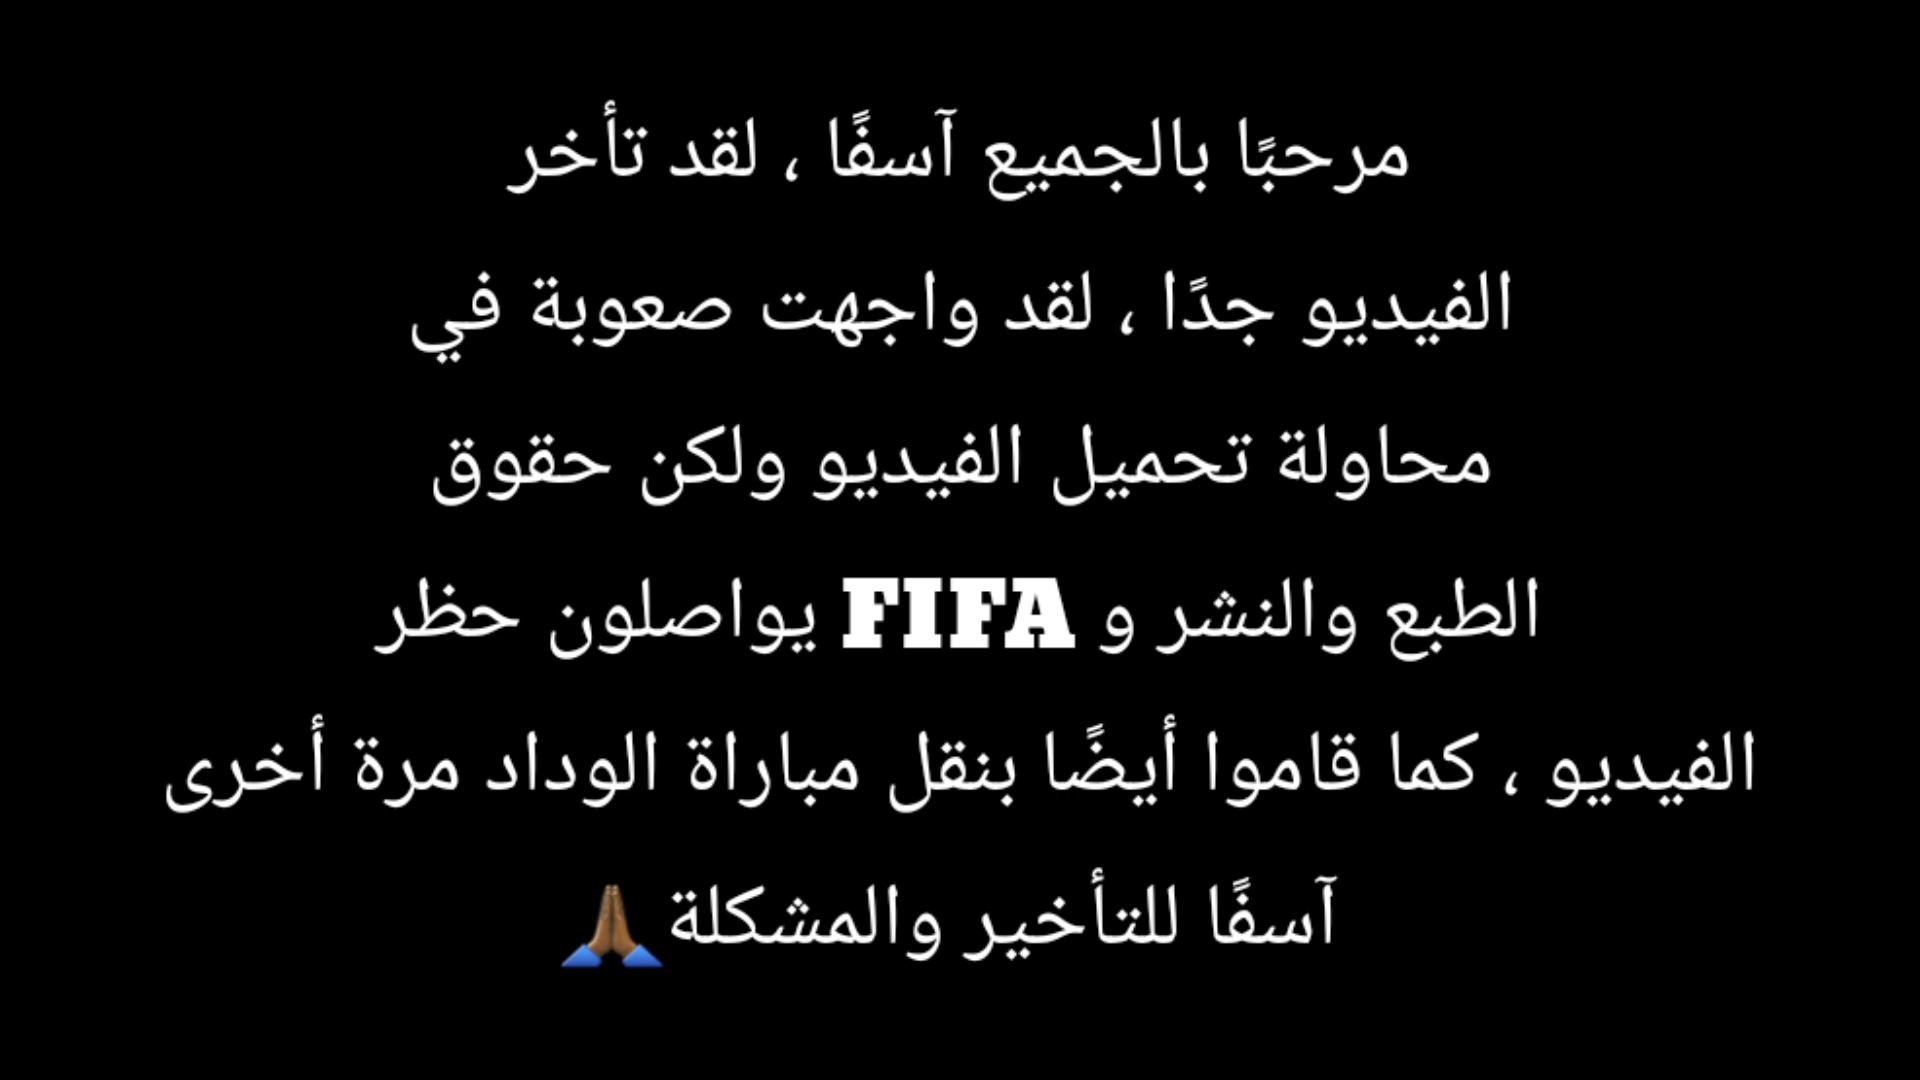 مرحبًا بالجميع آسفًا ، لقد تأخر
الفيديو جدًا ، لقد واجهت صعوبة في
محاولة تحميل الفيديو ولكن حقوق
الطبع والنشر و FIFA يواصلون حظر
الفيديو ، كما قاموا أيضًا بنقل مباراة الوداد مرة أخرى
آسفًا للتأخير والمشكلة🙏🏾